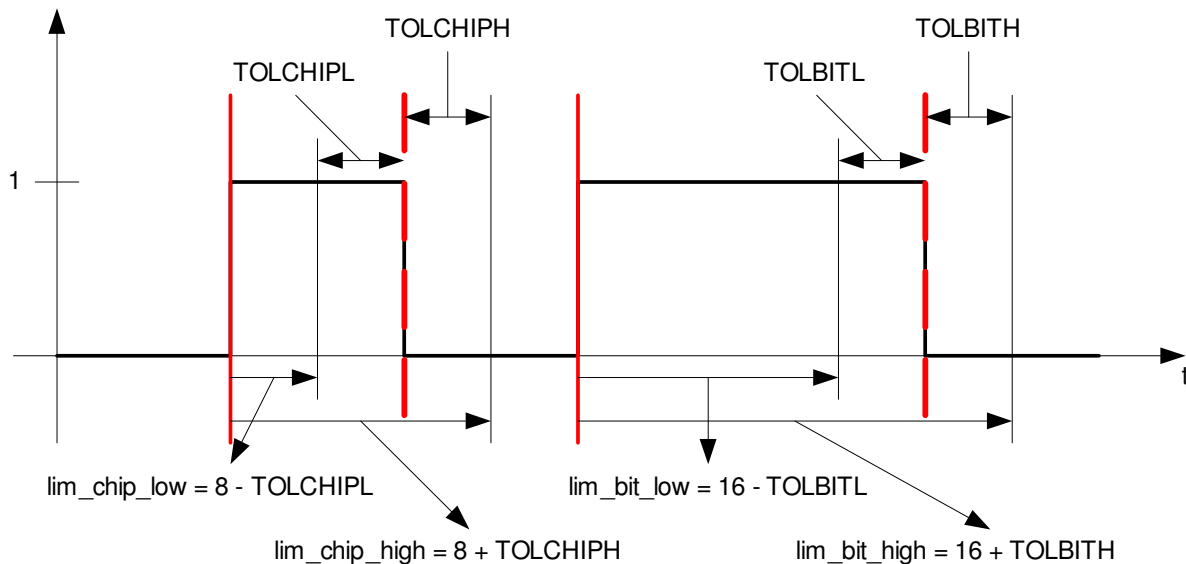 TOLCHIPH
TOLBITH
TOLCHIPL
TOLBITL
1
t
lim_chip_low = 8 - TOLCHIPL
lim_bit_low = 16 - TOLBITL
lim_chip_high = 8 + TOLCHIPH
lim_bit_high = 16 + TOLBITH